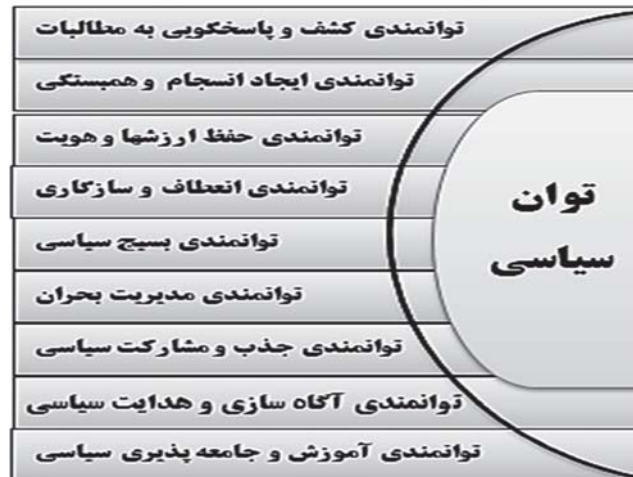 توانمندی کشف و پاسخگویی به مطالبات
توانمندی ایجاد انسجام و همبستگی
توانمندی حفظ ارزشها و هویت
توانمندی انعطاف و سازگاری
توانمندی بسیج سیاسی
توانمندی مدیریت بحران
توانمندی جذب و مشارکت سیاسی
توانمندی آگاه سازی و هدایت سیاسی
توانمندی آموزش و جامعه پذیری سیاسی
توان
سیاسی